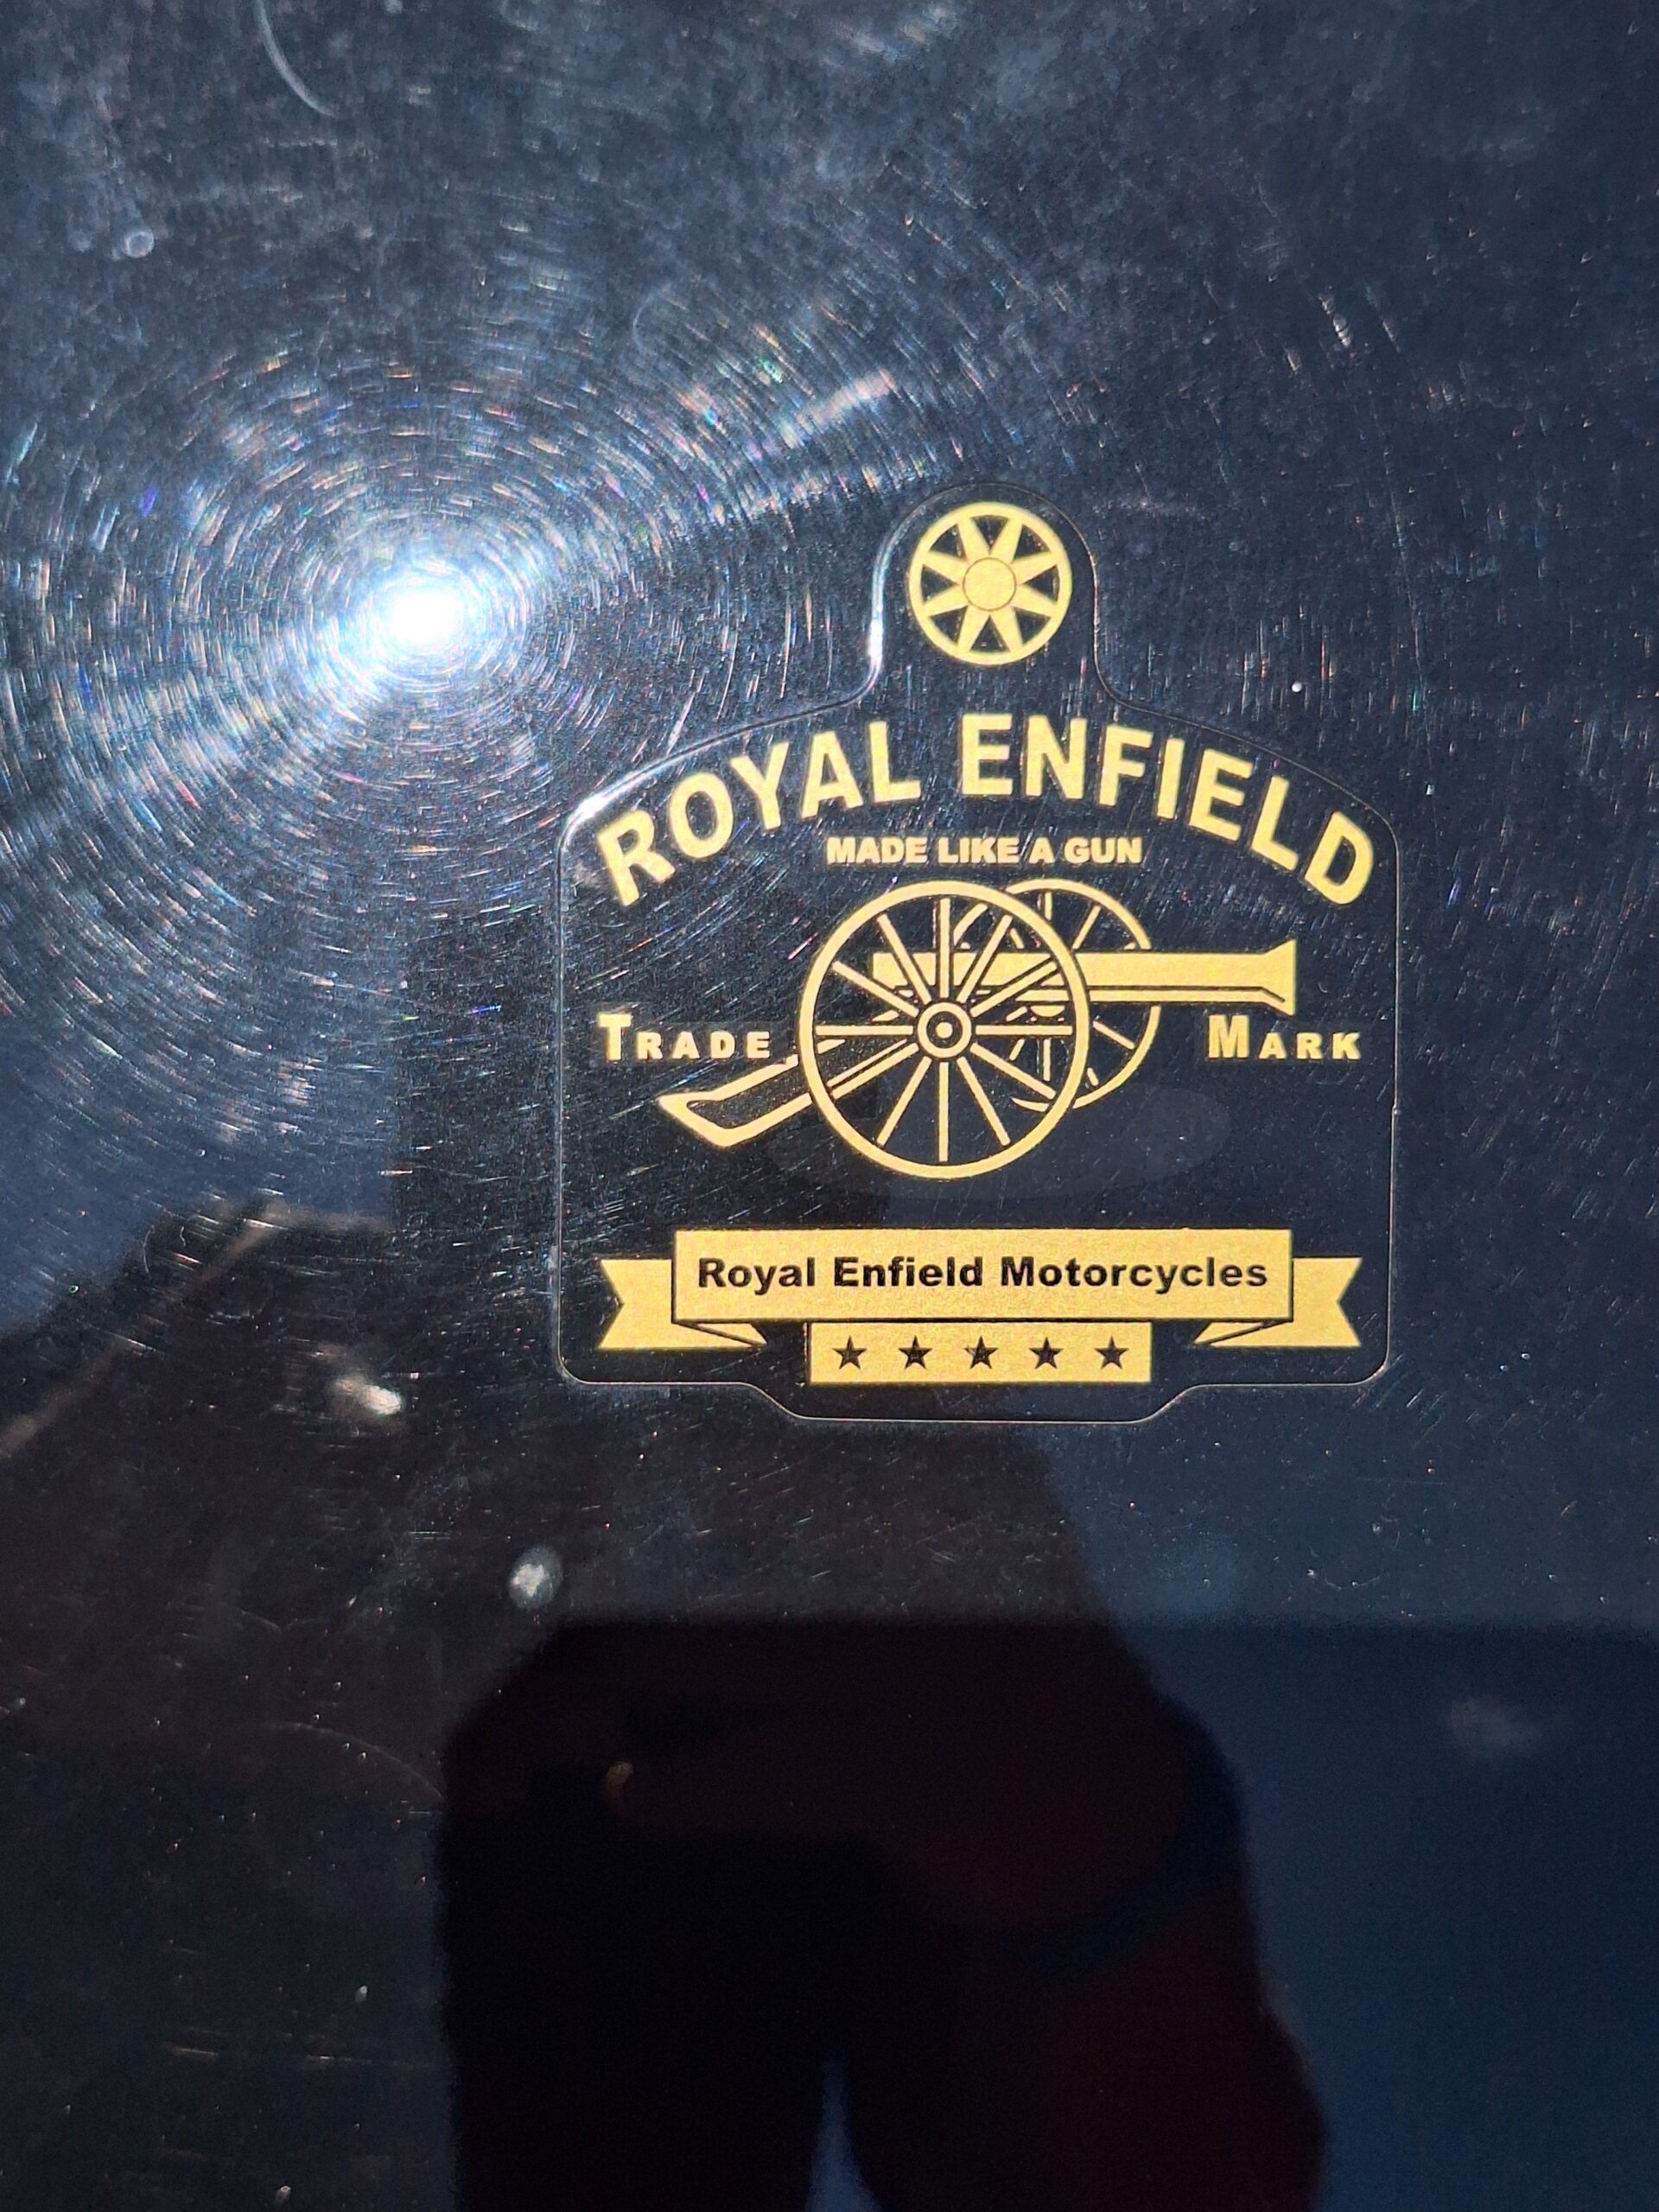 ROYAL ENFIELD
MADE LIKE A GUN
TRADE MARK
Royal Enfield Motorcycles